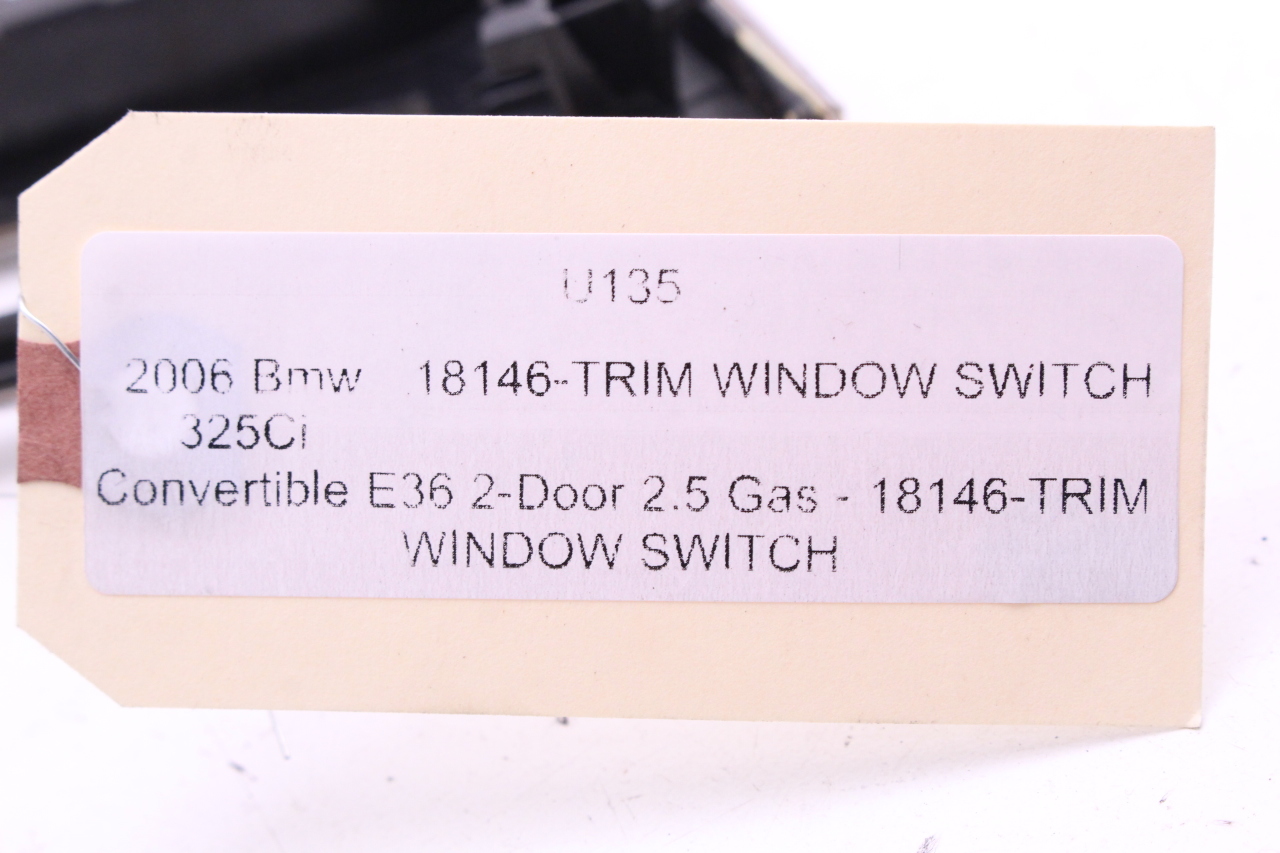 U135
2006 Bmw 18146-TRIM WINDOW SWITCH
325Ci
Convertible E36 2-Door 2.5 Gas - 18146-TRIM
WINDOW SWITCH